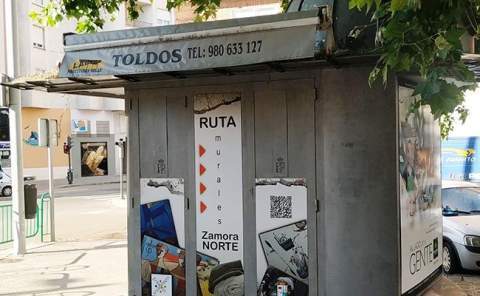 TOLDOS TEL: 980 633 127
RUTA
murales
Zamora
NORTE
GENTE